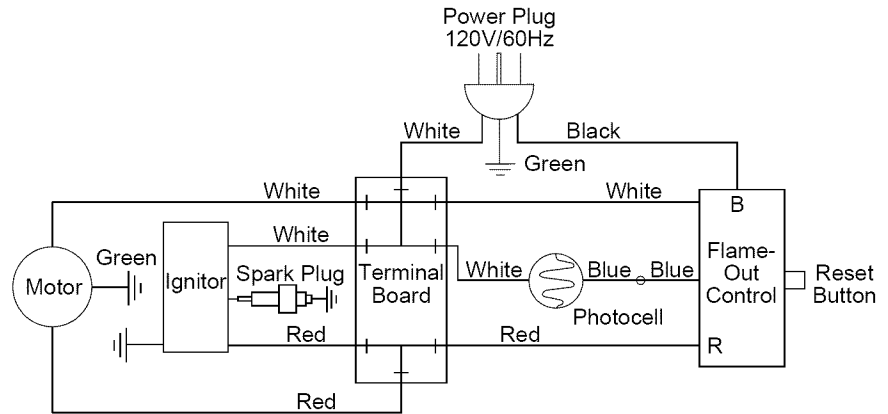 Power Plug
120V/60Hz
White
Black
Green
White
White
B
White
Green
Ignitor
Spark Plug
Terminal
Board
White
Blue
Blue
Flame-
Out
Control
Reset
Button
Motor
Photocell
Red
Red
R
Red